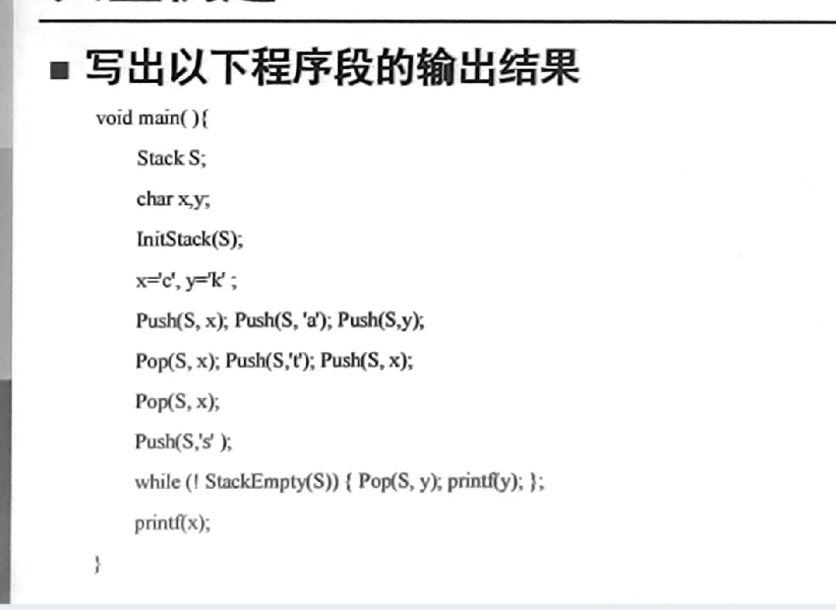 ■ 写出以下程序段的输出结果
void main( ){
Stack S;
char x,y;
InitStack(S);
x='c', y='k' ;
Push(S, x); Push(S, 'a'); Push(S,y);
Pop(S, x); Push(S,'t'); Push(S, x);
Pop(S, x);
Push(S,'s' );
while (! StackEmpty(S)) { Pop(S, y); printf(y); };
printf(x);
}